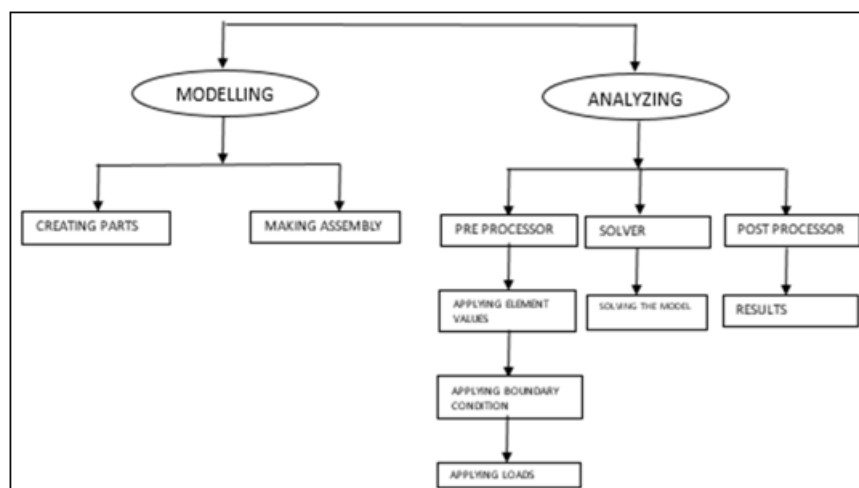 MODELLING
ANALYZING
CREATING PARTS
MAKING ASSEMBLY
PRE PROCESSOR
SOLVER
POST PROCESSOR
APPLYING ELEMENT
VALUES
SOLVING THE MODEL
RESULTS
APPLYING BOUNDARY
CONDITION
APPLYING LOADS